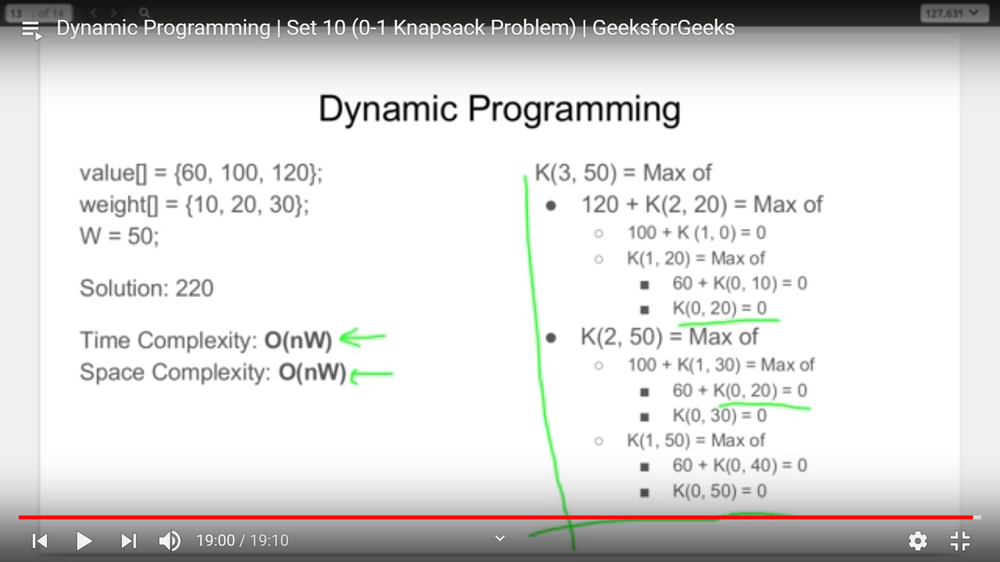 13 of 14
127.63%
Dynamic Programming | Set 10 (0-1 Knapsack Problem) | GeeksforGeeks
Dynamic Programming
value[] = {60, 100, 120};
weight[] = {10, 20, 30};
W = 50;
Solution: 220
Time Complexity: O(nW)
Space Complexity: O(nW)
K(3, 50) = Max of
● 120 + K(2, 20) = Max of
○ 100 + K (1, 0) = 0
○ K(1, 20) = Max of
■ 60 + K(0, 10) = 0
■ K(0, 20) = 0
● K(2, 50) = Max of
○ 100 + K(1, 30) = Max of
■ 60 + K(0, 20) = 0
■ K(0, 30) = 0
○ K(1, 50) = Max of
■ 60 + K(0, 40) = 0
■ K(0, 50) = 0
19:00 / 19:10